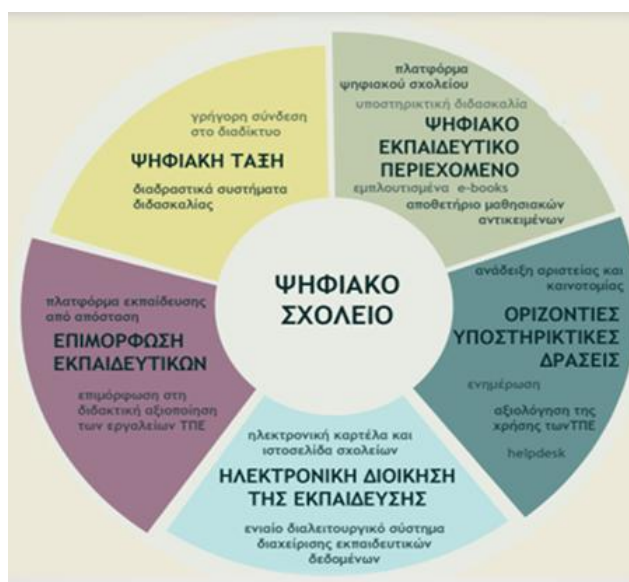 πλατφόρμα
ψηφιακού σχολείου
υποστηρικτική διδασκαλία
ΨΗΦΙΑΚΟ
ΕΚΠΑΙΔΕΥΤΙΚΟ
ΠΕΡΙΕΧΟΜΕΝΟ
εμπλουτισμένα e-books
αποθετήριο μαθησιακών
αντικειμένων
γρήγορη σύνδεση
στο διαδίκτυο
ΨΗΦΙΑΚΗ ΤΑΞΗ
διαδραστικά συστήματα
διδασκαλίας
ΨΗΦΙΑΚΟ
ΣΧΟΛΕΙΟ
ανάδειξη αριστείας και
καινοτομίας
ΟΡΙΖΟΝΤΙΕΣ
ΥΠΟΣΤΗΡΙΚΤΙΚΕΣ
ΔΡΑΣΕΙΣ
ενημέρωση
αξιολόγηση της
χρήσης τωνΤΠΕ
helpdesk
πλατφόρμα εκπαίδευσης
από απόσταση
ΕΠΙΜΟΡΦΩΣΗ
ΕΚΠΑΙΔΕΥΤΙΚΩΝ
επιμόρφωση στη
διδακτική αξιοποίηση
των εργαλείων ΤΠΕ
ηλεκτρονική καρτέλα και
ιστοσελίδα σχολείων
ΗΛΕΚΤΡΟΝΙΚΗ ΔΙΟΙΚΗΣΗ
ΤΗΣ ΕΚΠΑΙΔΕΥΣΗΣ
ενιαίο διαλειτουργικό σύστημα
διαχείρισης εκπαιδευτικών
δεδομένων